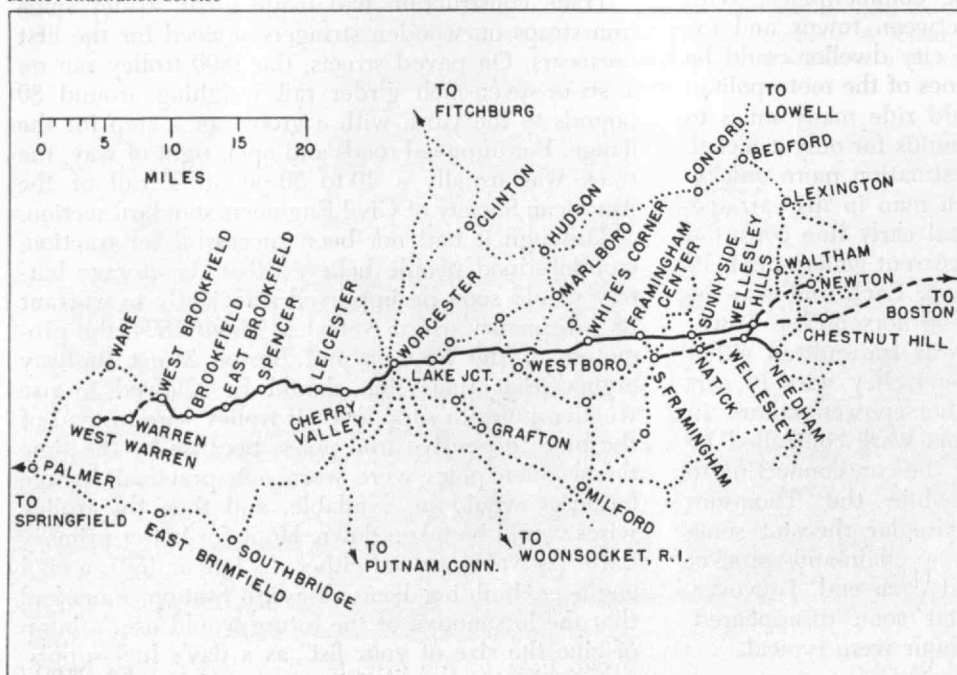 TO
FITCHBURG
TO
LOWELL
CONCORD
BEDFORD
0 5 10 15 20
MILES
CLINTON
HUDSON
MARLBORO
WHITE'S CORNER
FRAMINGHAM
CENTER
SUNNYSIDE
WELLESLEY
HILLS
LEXINGTON
WALTHAM
NEWTON
TO
BOSTON
CHESTNUT HILL
WARE
WEST BROOKFIELD
BROOKFIELD
EAST BROOKFIELD
SPENCER
LEICESTER
WORCESTER
LAKE JCT.
WESTBORO
WARREN
WEST WARREN
CHERRY
VALLEY
GRAFTON
S. FRAMINGHAM
NATICK
WELLESLEY
NEEDHAM
PALMER
TO
SPRINGFIELD
MILFORD
EAST BRIMFIELD
SOUTHBRIDGE
TO
PUTNAM, CONN.
TO
WOONSOCKET, R.I.